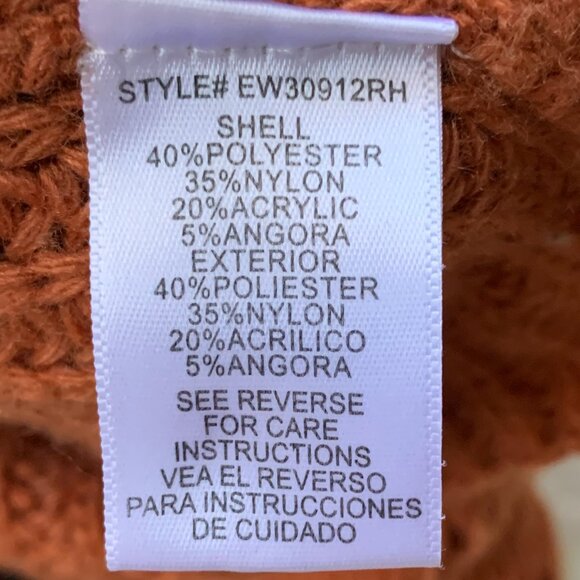 STYLE# EW30912RH
SHELL
40%POLYESTER
35%NYLON
20%ACRYLIC
5%ANGORA
EXTERIOR
40%POLIESTER
35%NYLON
20%ACRILICO
5%ANGORA
SEE REVERSE
FOR CARE
INSTRUCTIONS
VEA EL REVERSO
PARA INSTRUCCIONES
DE CUIDADO